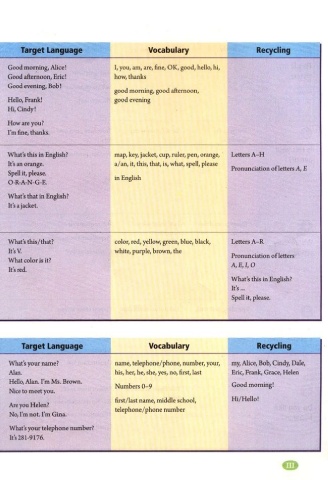 Target Language Vocabulary Recycling
Good morning, Alice!
Good afternoon, Eric!
Good evening, Bob!
Hello, Frank!
Hi, Cindy!
How are you?
I'm fine, thanks.
I, you, am, are, fine, OK, good, hello, hi,
how, thanks
good morning, good afternoon,
good evening
What's this in English?
It's an orange.
Spell it, please.
O-R-A-N-G-E.
What's that in English?
It's a jacket.
map, key, jacket, cup, ruler, pen, orange,
a/an, it, this, that, is, what, spell, please
in English
Letters A–H
Pronunciation of letters A, E
What's this/that?
It's V.
What color is it?
It's red.
color, red, yellow, green, blue, black,
white, purple, brown, the
Letters A–R
Pronunciation of letters
A, E, I, O
What's this in English?
It's ...
Spell it, please.
Target Language Vocabulary Recycling
What's your name?
Alan.
Hello, Alan. I'm Ms. Brown.
Nice to meet you.
Are you Helen?
No, I'm not. I'm Gina.
What's your telephone number?
It's 281-9176.
name, telephone/phone, number, your,
his, her, he, she, yes, no, first, last
Numbers 0–9
first/last name, middle school,
telephone/phone number
my, Alice, Bob, Cindy, Dale,
Eric, Frank, Grace, Helen
Good morning!
Hi/Hello!
III